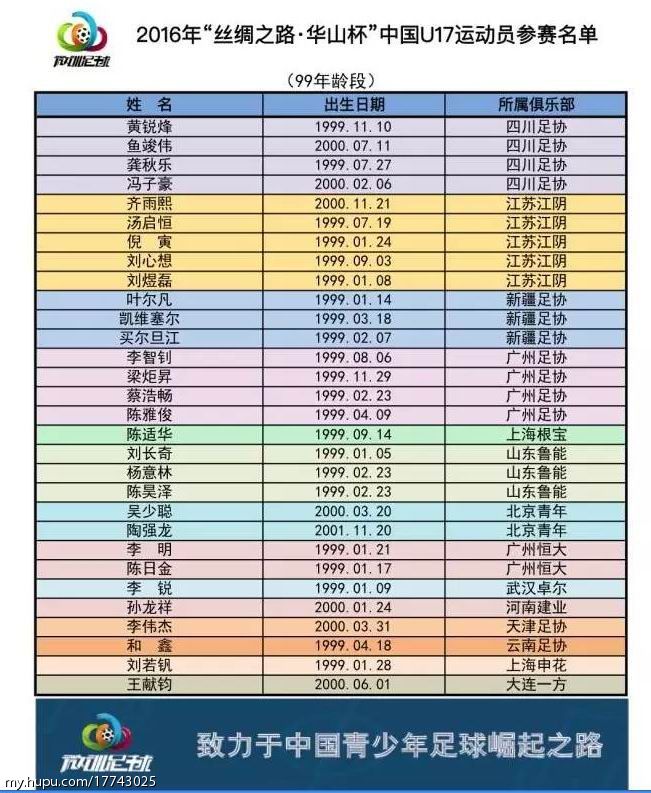 2016年“丝绸之路·华山杯”中国U17运动员参赛名单
(99年龄段)
姓 名 出生日期 所属俱乐部
黄锐烽 1999.11.10 四川足协
鱼竣伟 2000.07.11 四川足协
龚秋乐 1999.07.27 四川足协
冯子豪 2000.02.06 四川足协
齐雨熙 2000.11.21 江苏江阴
汤启恒 1999.07.19 江苏江阴
倪 寅 1999.01.24 江苏江阴
刘心想 1999.09.03 江苏江阴
刘煜磊 1999.01.08 江苏江阴
叶尔凡 1999.01.14 新疆足协
凯维塞尔 1999.03.18 新疆足协
买尔旦江 1999.02.07 新疆足协
李智钊 1999.08.06 广州足协
梁炬昇 1999.11.29 广州足协
蔡浩畅 1999.02.23 广州足协
陈雅俊 1999.04.09 广州足协
陈适华 1999.09.14 上海根宝
刘长奇 1999.01.05 山东鲁能
杨意林 1999.02.23 山东鲁能
陈昊泽 1999.02.23 山东鲁能
吴少聪 2000.03.20 北京青年
陶强龙 2001.11.20 北京青年
李 明 1999.01.21 广州恒大
陈日金 1999.01.17 广州恒大
李 锐 1999.01.09 武汉卓尔
孙龙祥 2000.01.24 河南建业
李伟杰 2000.03.31 天津足协
和 鑫 1999.04.18 云南足协
刘若钒 1999.01.28 上海申花
王献钧 2000.06.01 大连一方
致力于中国青少年足球崛起之路
my.hupu.com/17743025